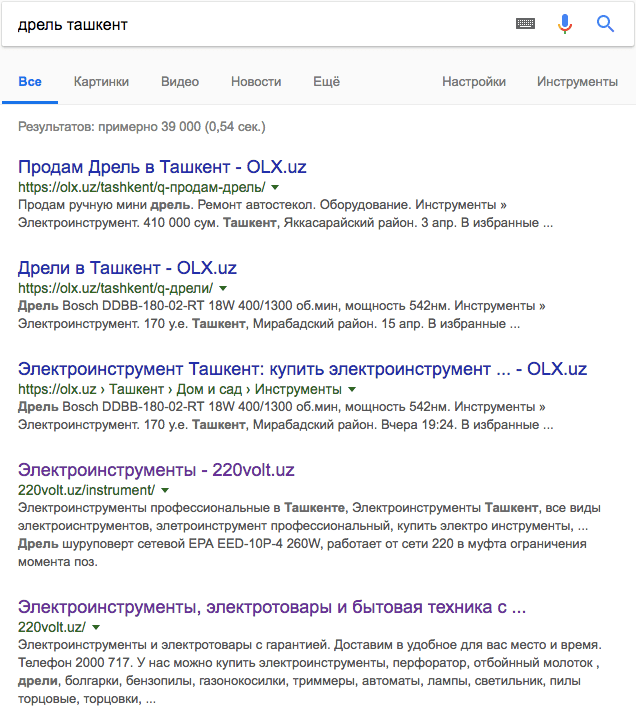 дрель ташкент
Все Картинки Видео Новости Ещё Настройки Инструменты
Результатов: примерно 39 000 (0,54 сек.)
Продам Дрель в Ташкент - OLX.uz
https://olx.uz/tashkent/q-продам-дрель/
Продам ручную мини дрель. Ремонт автостекол. Оборудование. Инструменты »
Электроинструмент. 410 000 сум. Ташкент, Яккасарайский район. 3 апр. В избранные ...
Дрели в Ташкент - OLX.uz
https://olx.uz/tashkent/q-дрели/
Дрель Bosch DDBB-180-02-RT 18W 400/1300 об.мин, мощность 542нм. Инструменты »
Электроинструмент. 170 у.е. Ташкент, Мирабадский район. 15 апр. В избранные ...
Электроинструмент Ташкент: купить электроинструмент ... - OLX.uz
https://olx.uz › Ташкент › Дом и сад › Инструменты
Дрель Bosch DDBB-180-02-RT 18W 400/1300 об.мин, мощность 542нм. Инструменты »
Электроинструмент. 170 у.е. Ташкент, Мирабадский район. Вчера 19:24. В избранные ...
Электроинструменты - 220volt.uz
220volt.uz/instrument/
Электроинструменты профессиональные в Ташкенте, Электроинструменты Ташкент, все виды
электроиснтрументов, элетроинструмент профессиональный, купить электро инструменты, ...
Дрель шуруповерт сетевой EPA EED-10P-4 260W, работает от сети 220 в муфта ограничения
момента поз.
Электроинструменты, электротовары и бытовая техника с ...
220volt.uz/
Электроинструменты и электротовары с гарантией. Доставим в удобное для вас место и время.
Телефон 2000 717. У нас можно купить электроинструменты, перфоратор, отбойнный молоток ,
дрели, болгарки, бензопилы, газонокосилки, триммеры, автоматы, лампы, светильник, пилы
торцовые, торцовки, ...